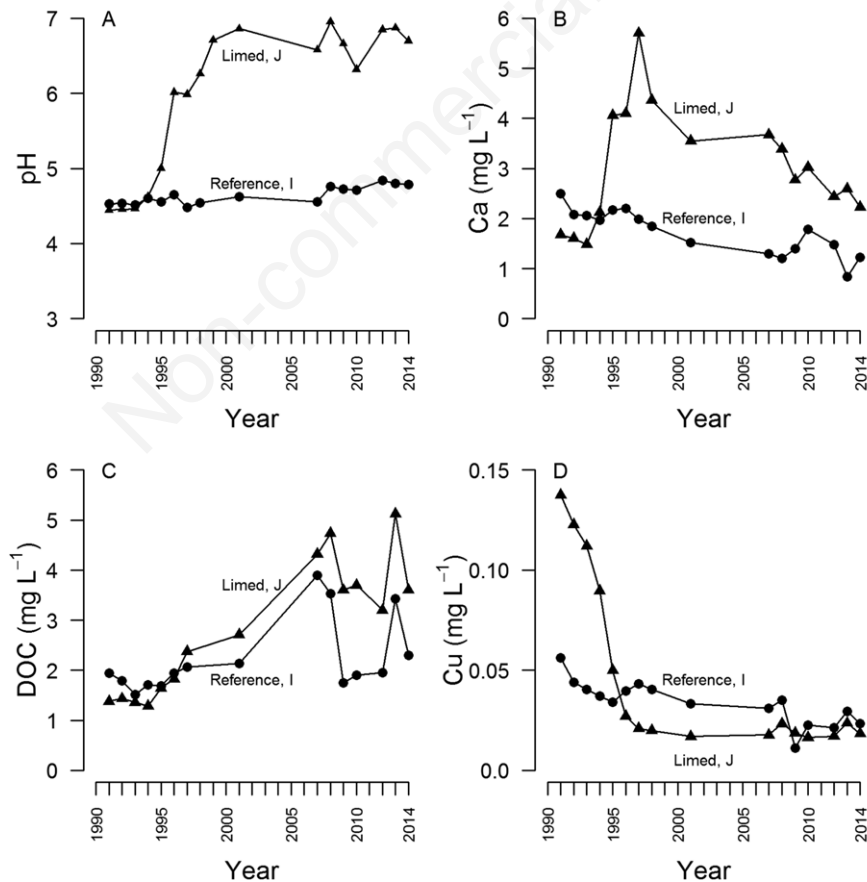 A
7
6
5
4
3
pH
Limed, J
Reference, I
1990
1995
2000
2005
2010
2014
Year
B
6
5
4
3
2
1
0
Ca (mg L⁻¹)
Limed, J
Reference, I
1990
1995
2000
2005
2010
2014
Year
C
6
5
4
3
2
1
0
DOC (mg L⁻¹)
Limed, J
Reference, I
1990
1995
2000
2005
2010
2014
Year
D
0.15
0.10
0.05
0.0
Cu (mg L⁻¹)
Reference, I
Limed, J
1990
1995
2000
2005
2010
2014
Year
Non-commercial